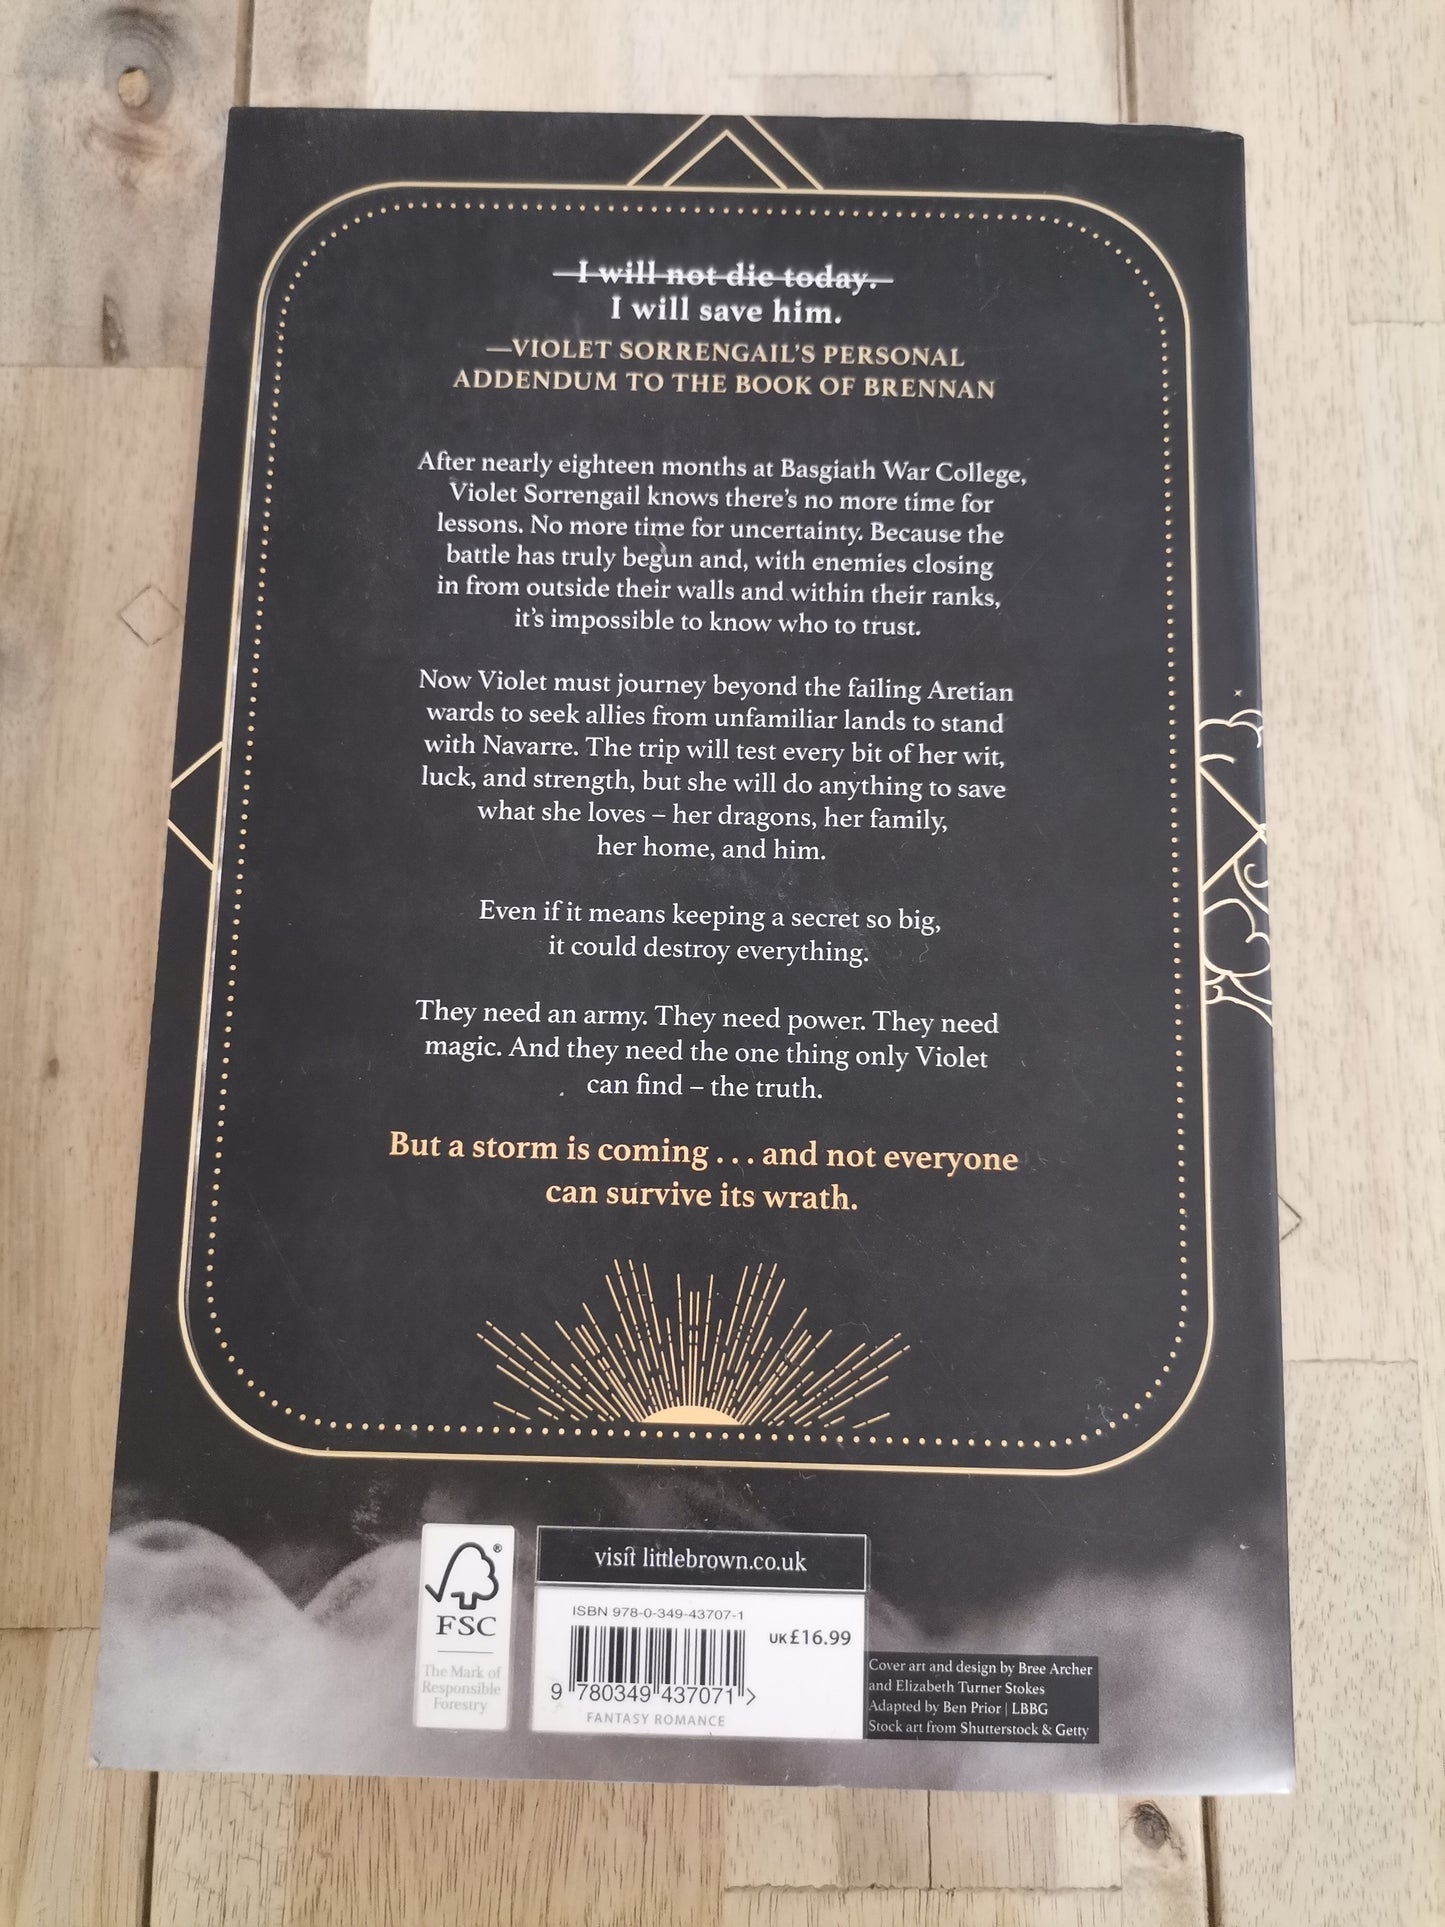 I will not die today.
I will save him.
—VIOLET SORRENGAIL'S PERSONAL
ADDENDUM TO THE BOOK OF BRENNAN
After nearly eighteen months at Basgiath War College,
Violet Sorrengail knows there's no more time for
lessons. No more time for uncertainty. Because the
battle has truly begun and, with enemies closing
in from outside their walls and within their ranks,
it's impossible to know who to trust.
Now Violet must journey beyond the failing Aretian
wards to seek allies from unfamiliar lands to stand
with Navarre. The trip will test every bit of her wit,
luck, and strength, but she will do anything to save
what she loves – her dragons, her family,
her home, and him.
Even if it means keeping a secret so big,
it could destroy everything.
They need an army. They need power. They need
magic. And they need the one thing only Violet
can find – the truth.
But a storm is coming . . . and not everyone
can survive its wrath.
FSC®
The Mark of
Responsible
Forestry
visit littlebrown.co.uk
ISBN 978-0-349-43707-1
UK £16.99
9 780349 437071 >
FANTASY ROMANCE
Cover art and design by Bree Archer
and Elizabeth Turner Stokes
Adapted by Ben Prior | LBBG
Stock art from Shutterstock & Getty